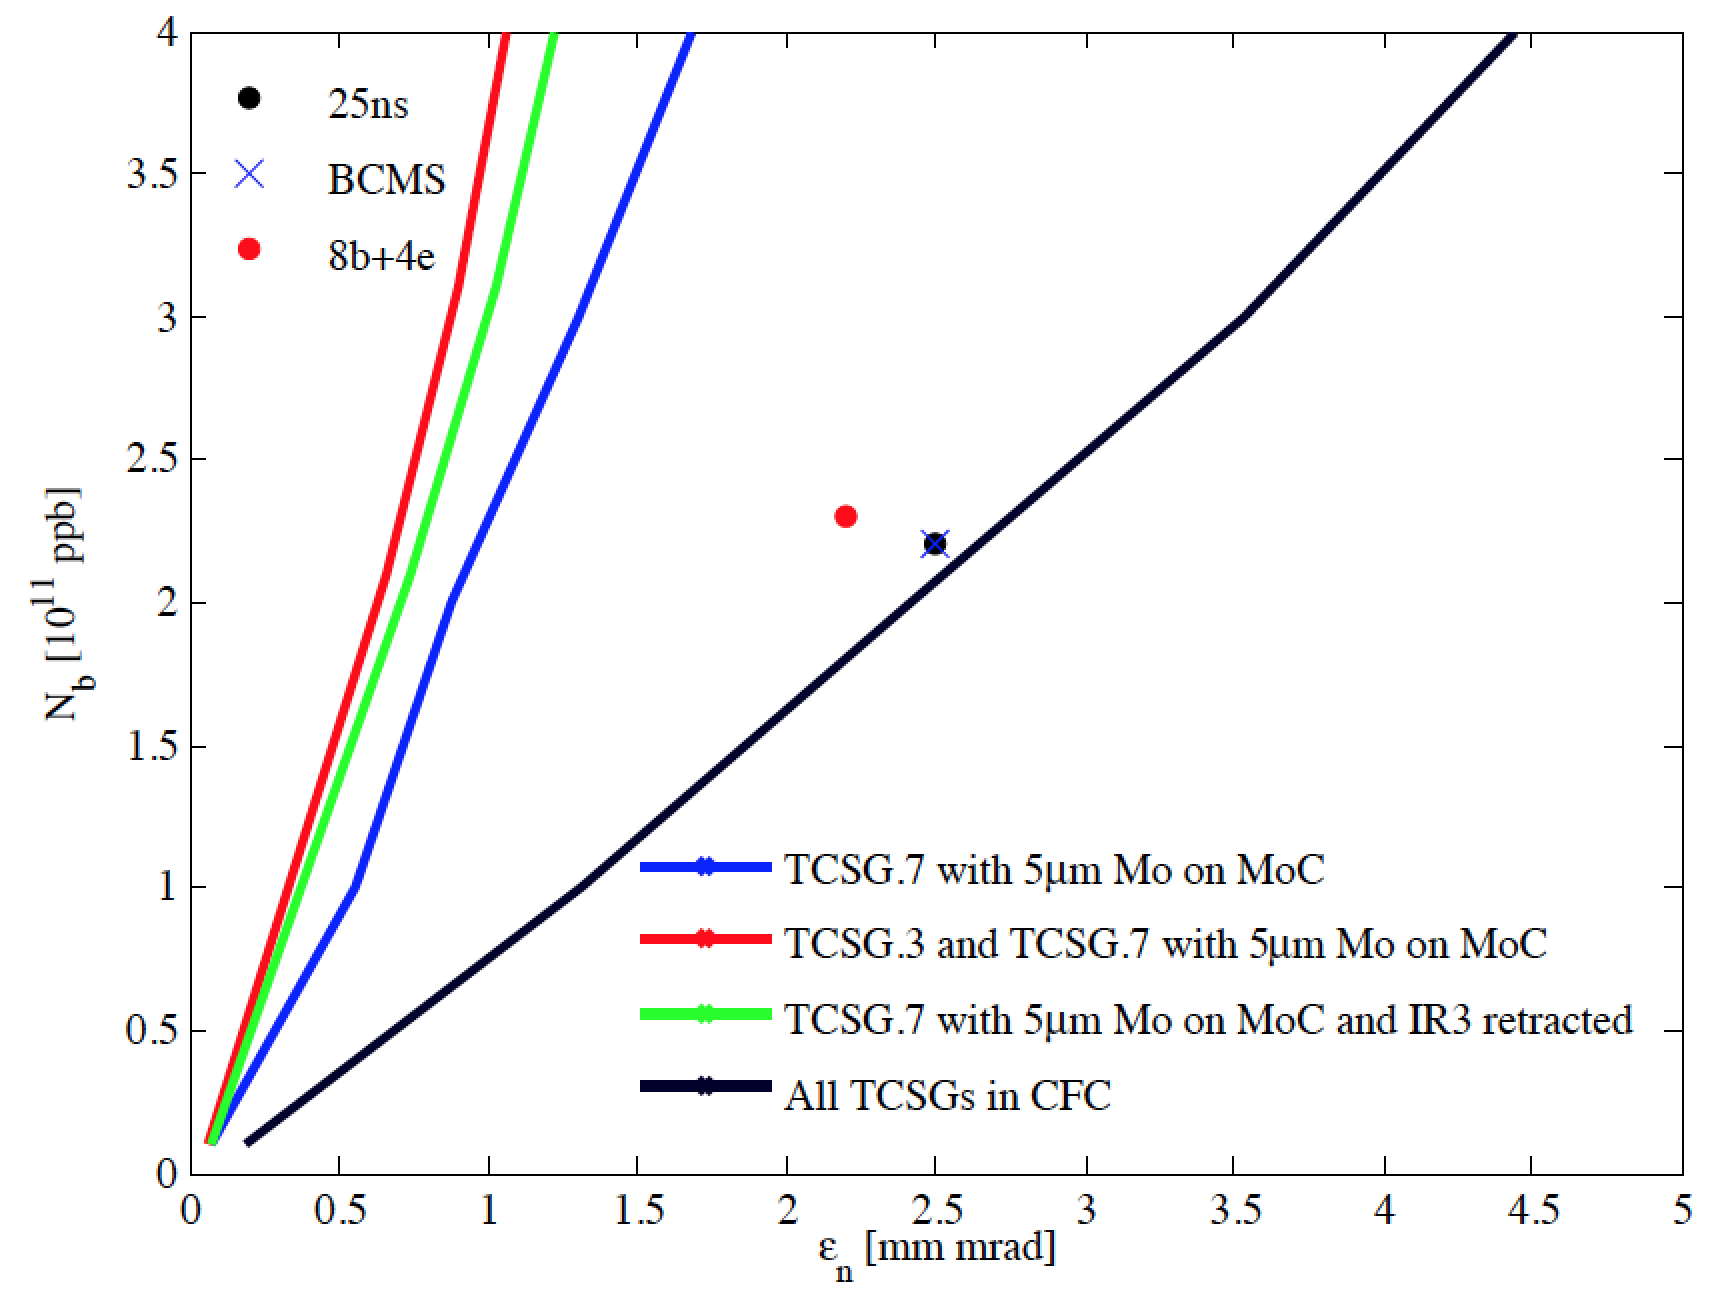 4
3.5
3
2.5
2
1.5
1
0.5
0
N_b [10^11 ppb]
25ns
BCMS
8b+4e
TCSG.7 with 5μm Mo on MoC
TCSG.3 and TCSG.7 with 5μm Mo on MoC
TCSG.7 with 5μm Mo on MoC and IR3 retracted
All TCSGs in CFC
0 0.5 1 1.5 2 2.5 3 3.5 4 4.5 5
ε_n [mm mrad]